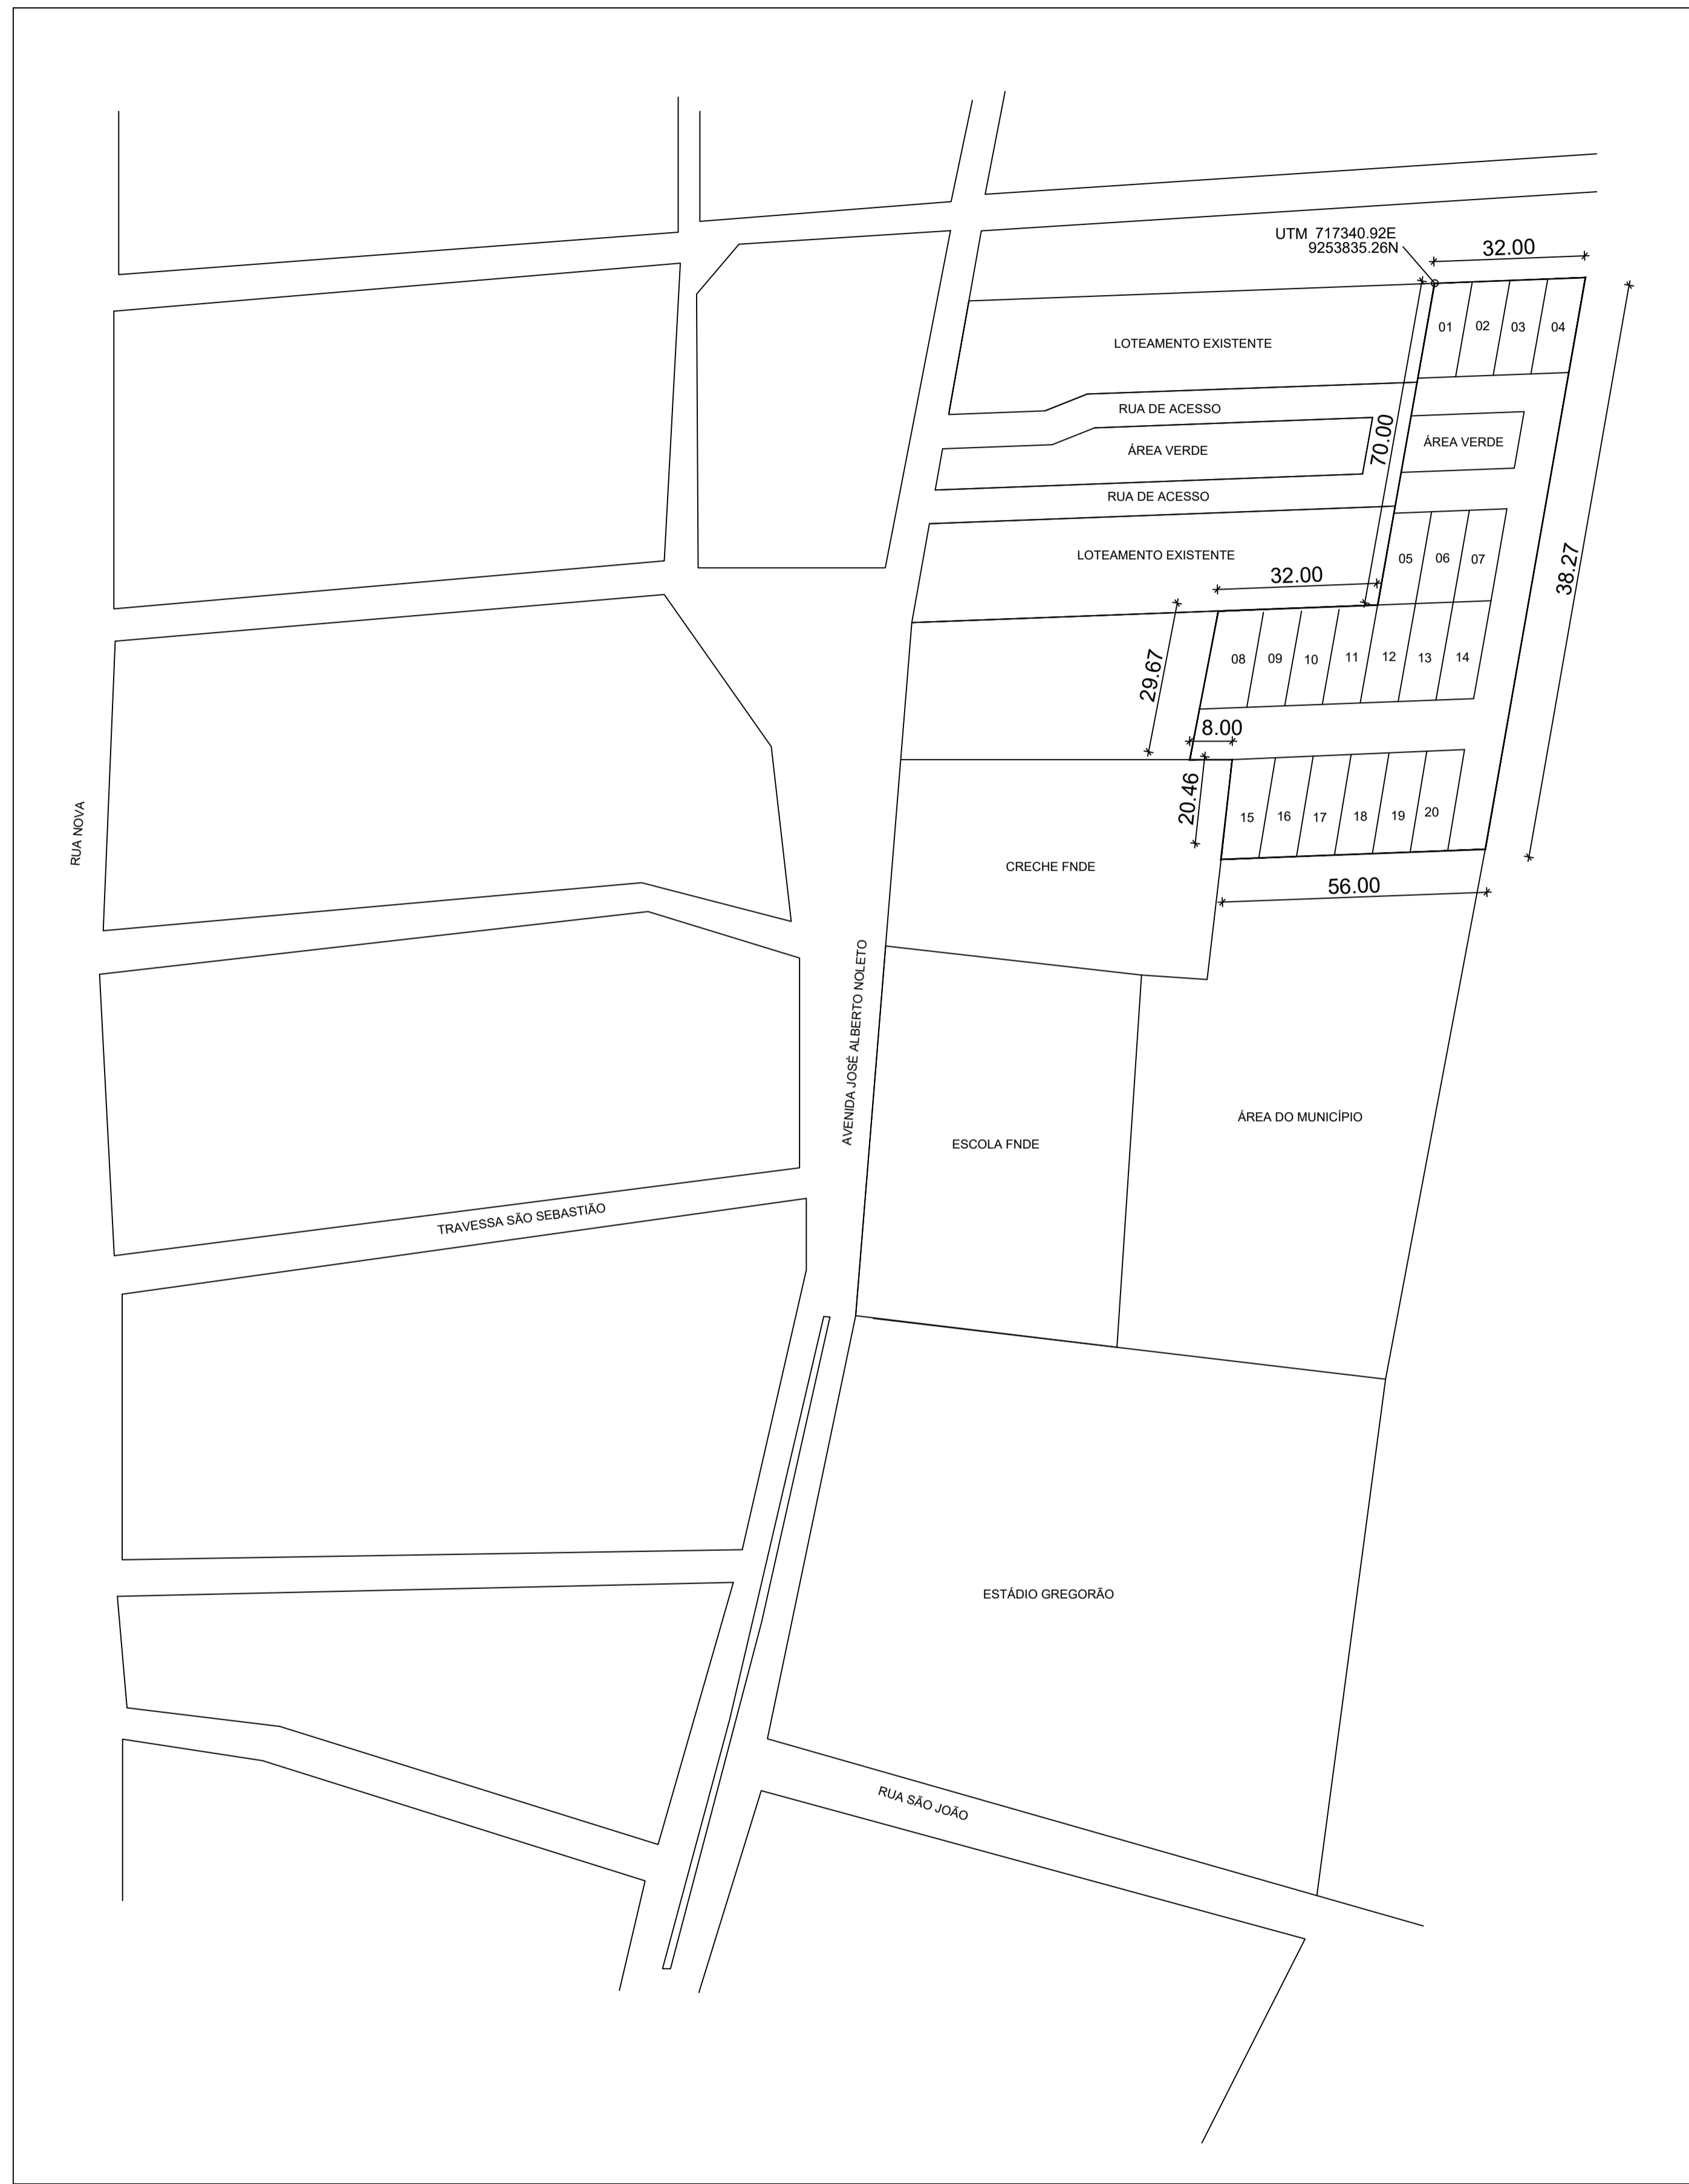 UTM 717340.92E
9253835.26N
32.00
01
02
03
04
LOTEAMENTO EXISTENTE
RUA DE ACESSO
70.00
ÁREA VERDE
ÁREA VERDE
RUA DE ACESSO
LOTEAMENTO EXISTENTE
05
06
07
38.27
32.00
29.67
08
09
10
11
12
13
14
8.00
20.46
15
16
17
18
19
20
56.00
RUA NOVA
CRECHE FNDE
AVENIDA JOSÉ ALBERTO NOLETO
ESCOLA FNDE
ÁREA DO MUNICÍPIO
TRAVESSA SÃO SEBASTIÃO
ESTÁDIO GREGORÃO
RUA SÃO JOÃO